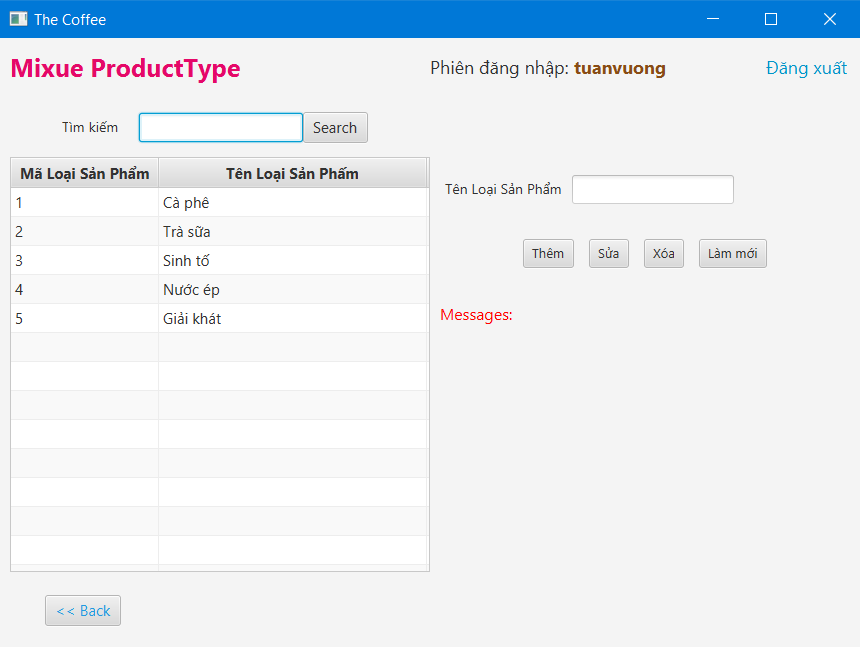 The Coffee
Mixue ProductType
Phiên đăng nhập: tuanvuong
Đăng xuất
Tìm kiếm
Search
Mã Loại Sản Phẩm Tên Loại Sản Phẩm
1 Cà phê
2 Trà sữa
3 Sinh tố
4 Nước ép
5 Giải khát
Tên Loại Sản Phẩm
Thêm Sửa Xóa Làm mới
Messages:
<< Back